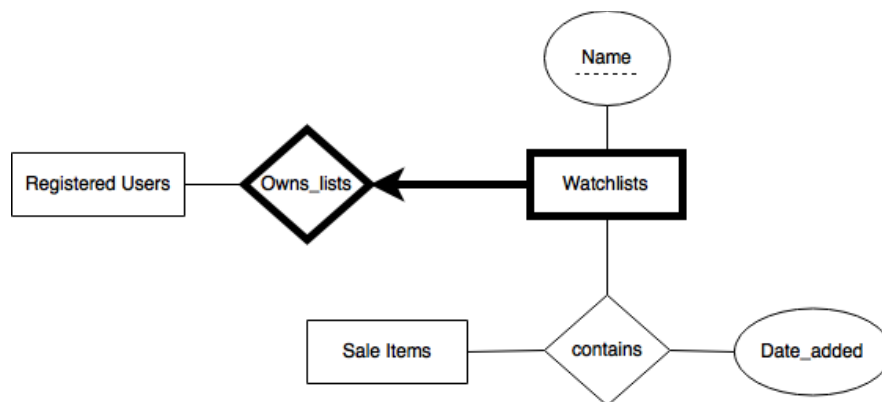 Name
Registered Users
Owns_lists
Watchlists
Sale Items
contains
Date_added